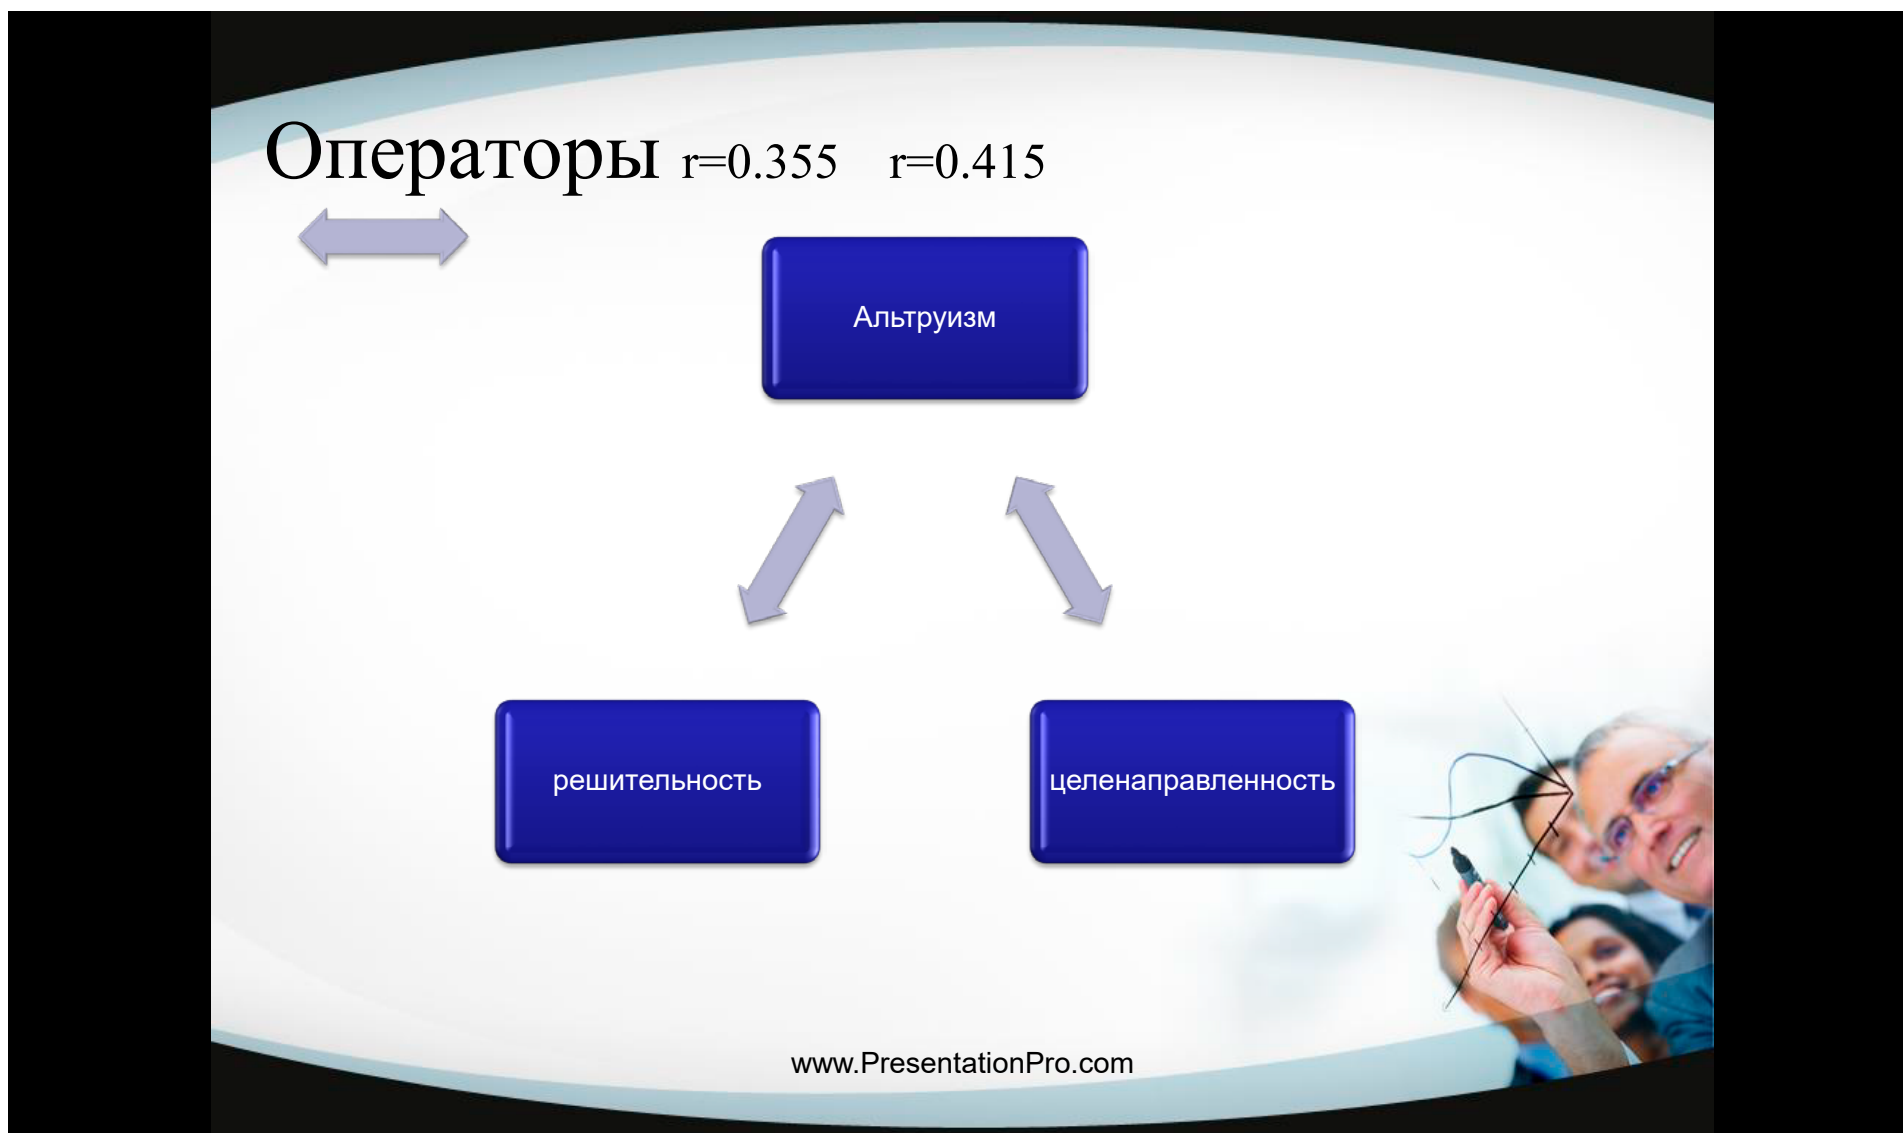 Операторы r=0.355 r=0.415
Альтруизм
решительность
целенаправленность
www.PresentationPro.com